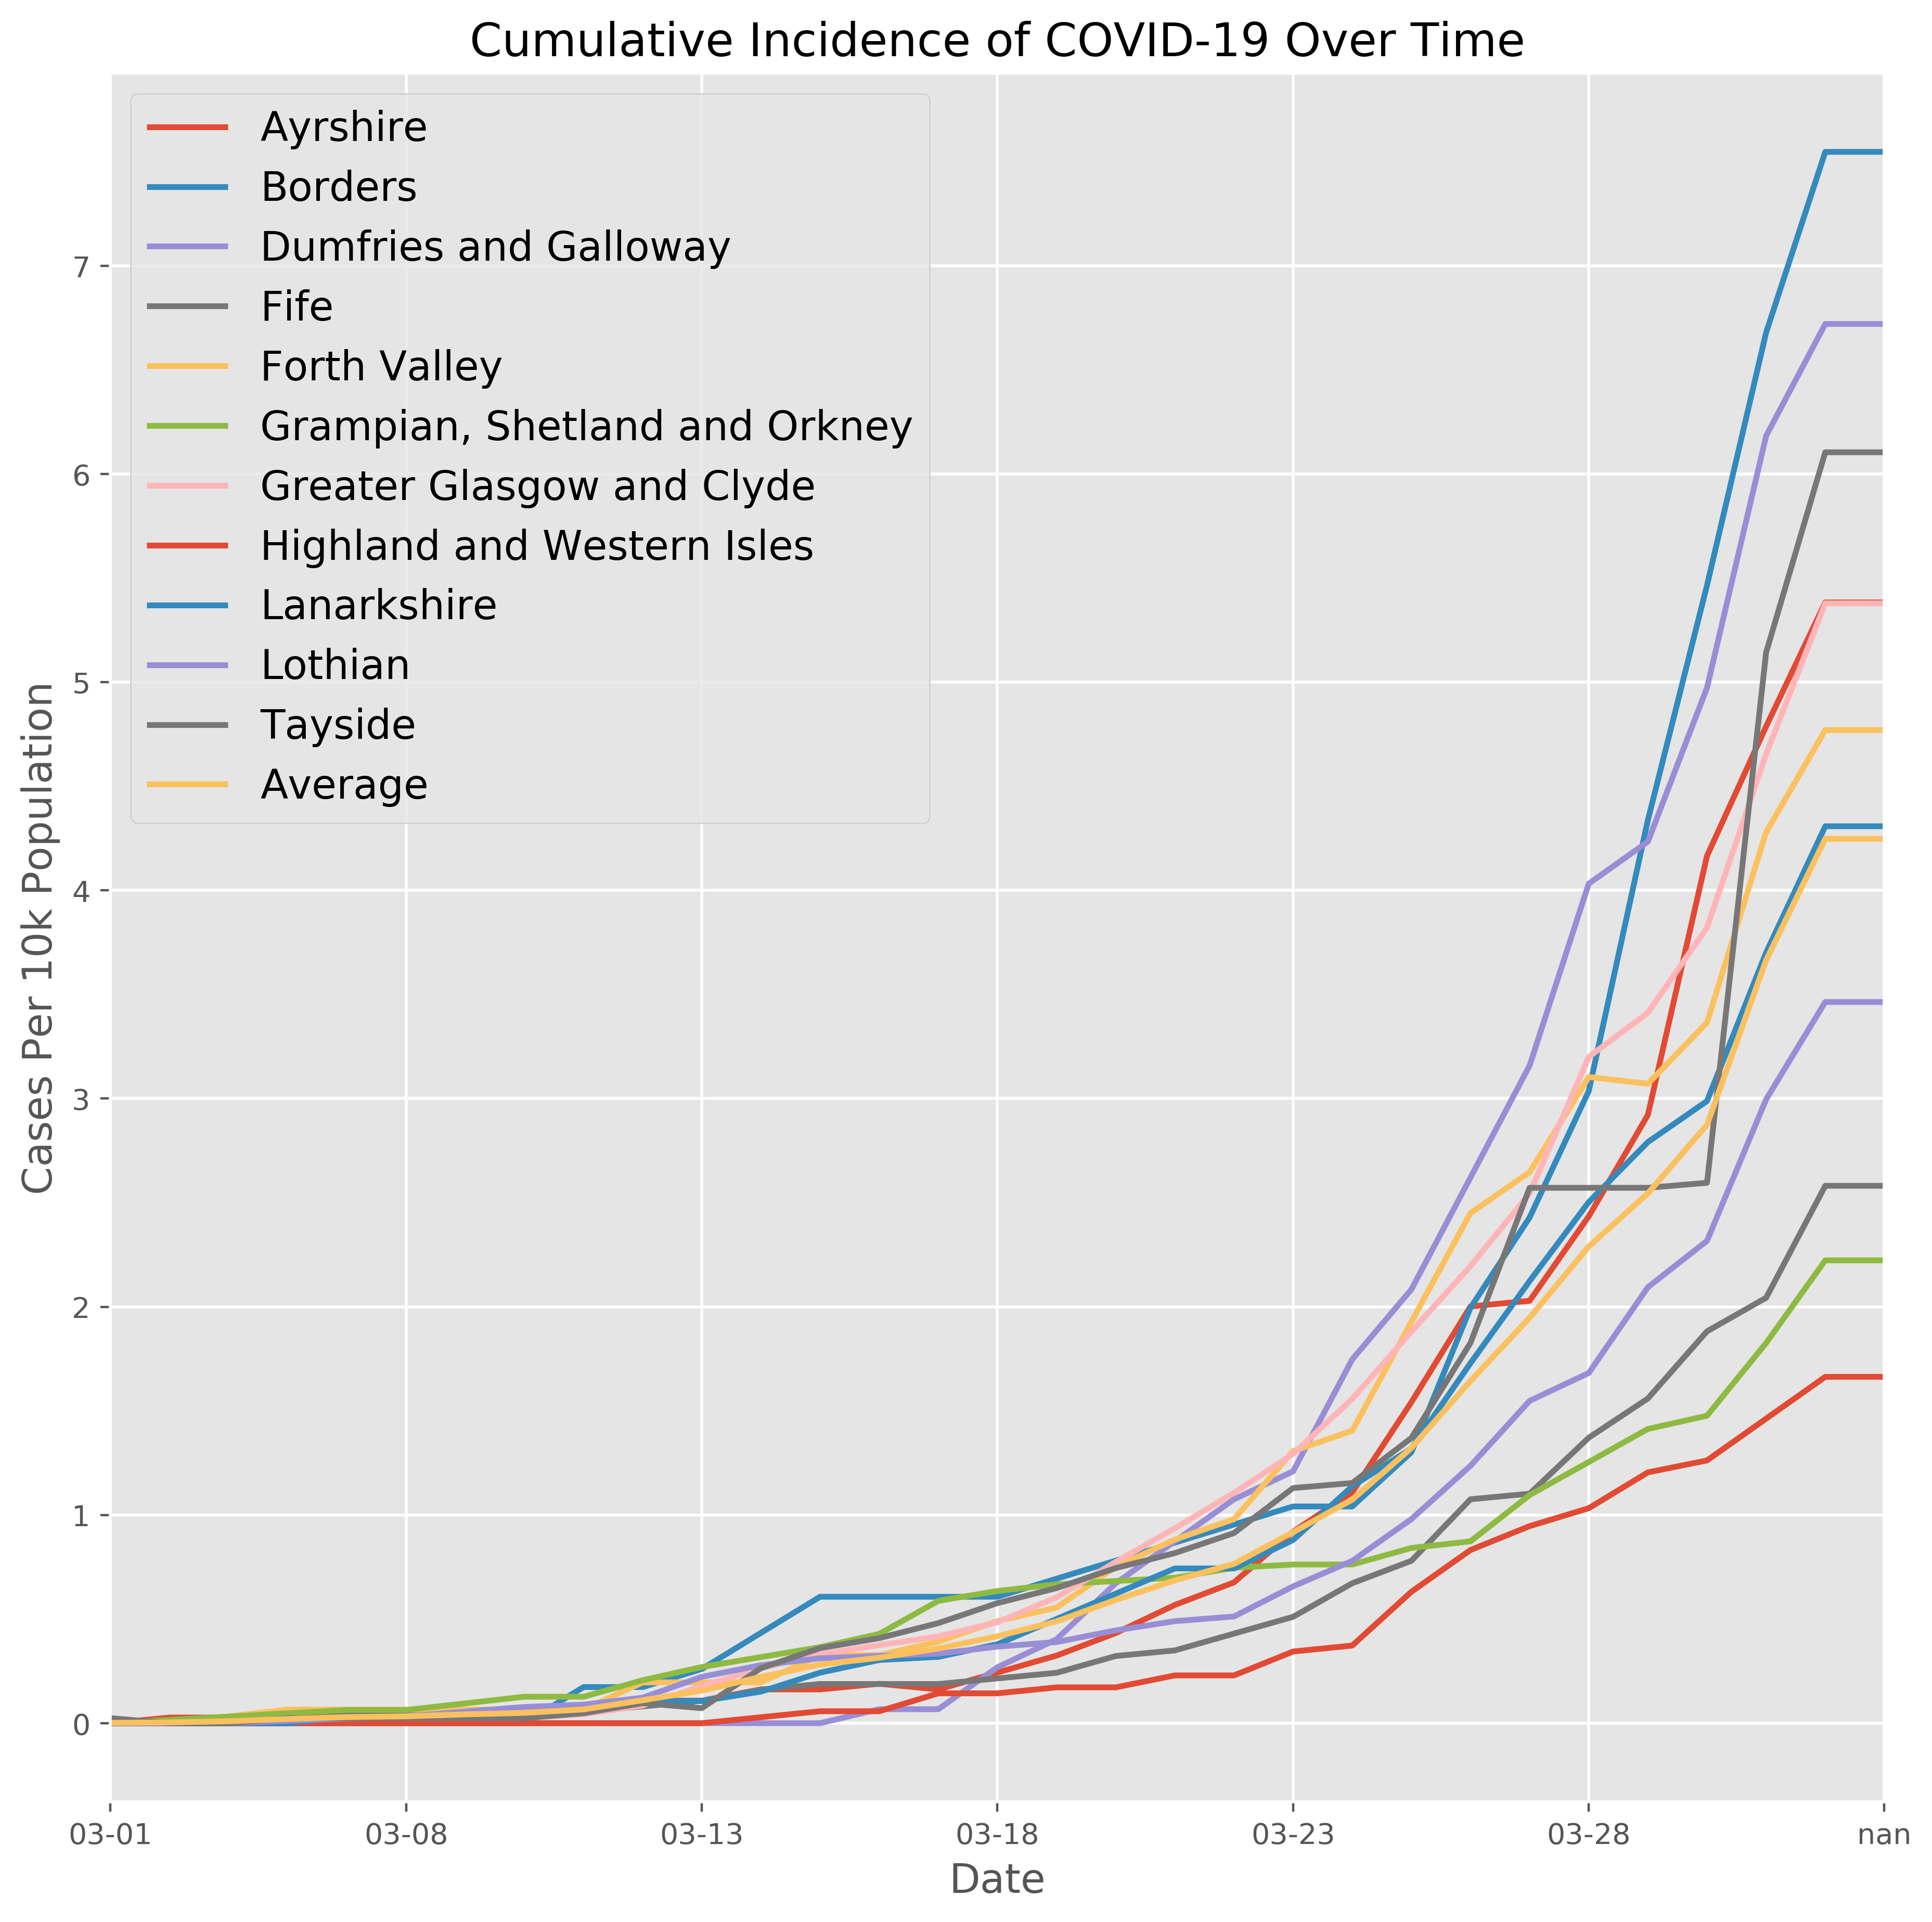 Cumulative Incidence of COVID-19 Over Time
Ayrshire
Borders
Dumfries and Galloway
Fife
Forth Valley
Grampian, Shetland and Orkney
Greater Glasgow and Clyde
Highland and Western Isles
Lanarkshire
Lothian
Tayside
Average
Cases Per 10k Population
7
6
5
4
3
2
1
0
03-01 03-08 03-13 03-18 03-23 03-28 nan
Date